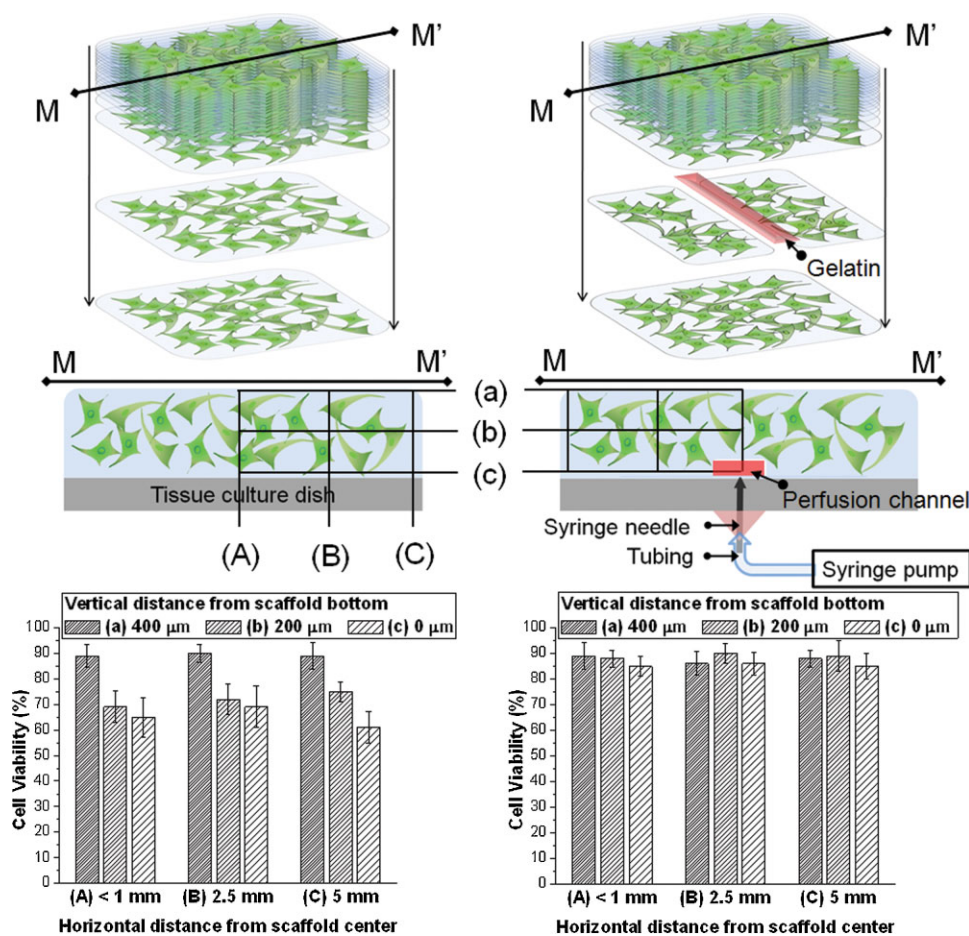 M
M'
M
M'
Gelatin
M
M'
M
M'
(a)
(b)
(c)
Tissue culture dish
(A)
(B)
(C)
Perfusion channel
Syringe needle
Tubing
Syringe pump
Vertical distance from scaffold bottom
(a) 400 μm (b) 200 μm (c) 0 μm
Cell Viability (%)
100
90
80
70
60
50
40
30
20
10
0
(A) < 1 mm (B) 2.5 mm (C) 5 mm
Horizontal distance from scaffold center
Vertical distance from scaffold bottom
(a) 400 μm (b) 200 μm (c) 0 μm
Cell Viability (%)
100
90
80
70
60
50
40
30
20
10
0
(A) < 1 mm (B) 2.5 mm (C) 5 mm
Horizontal distance from scaffold center